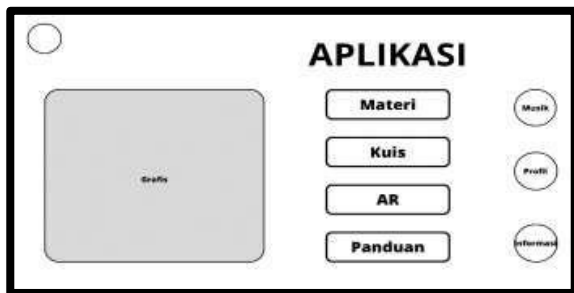 APLIKASI
Grafis
Materi
Kuis
AR
Panduan
Musik
Profil
Informasi